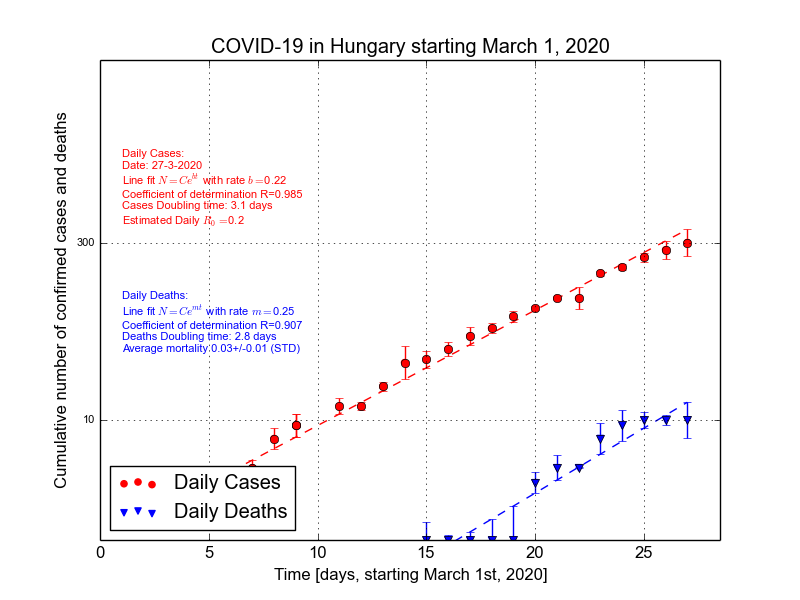 COVID-19 in Hungary starting March 1, 2020
Cumulative number of confirmed cases and deaths
Daily Cases:
Date: 27-3-2020
Line fit N = Ce^{bt} with rate b =0.22
Coefficient of determination R=0.985
Cases Doubling time: 3.1 days
Estimated Daily R_0 =0.2
300
Daily Deaths:
Line fit N = Ce^{mt} with rate m =0.25
Coefficient of determination R=0.907
Deaths Doubling time: 2.8 days
Average mortality:0.03+/-0.01 (STD)
10
Daily Cases
Daily Deaths
0 5 10 15 20 25
Time [days, starting March 1st, 2020]